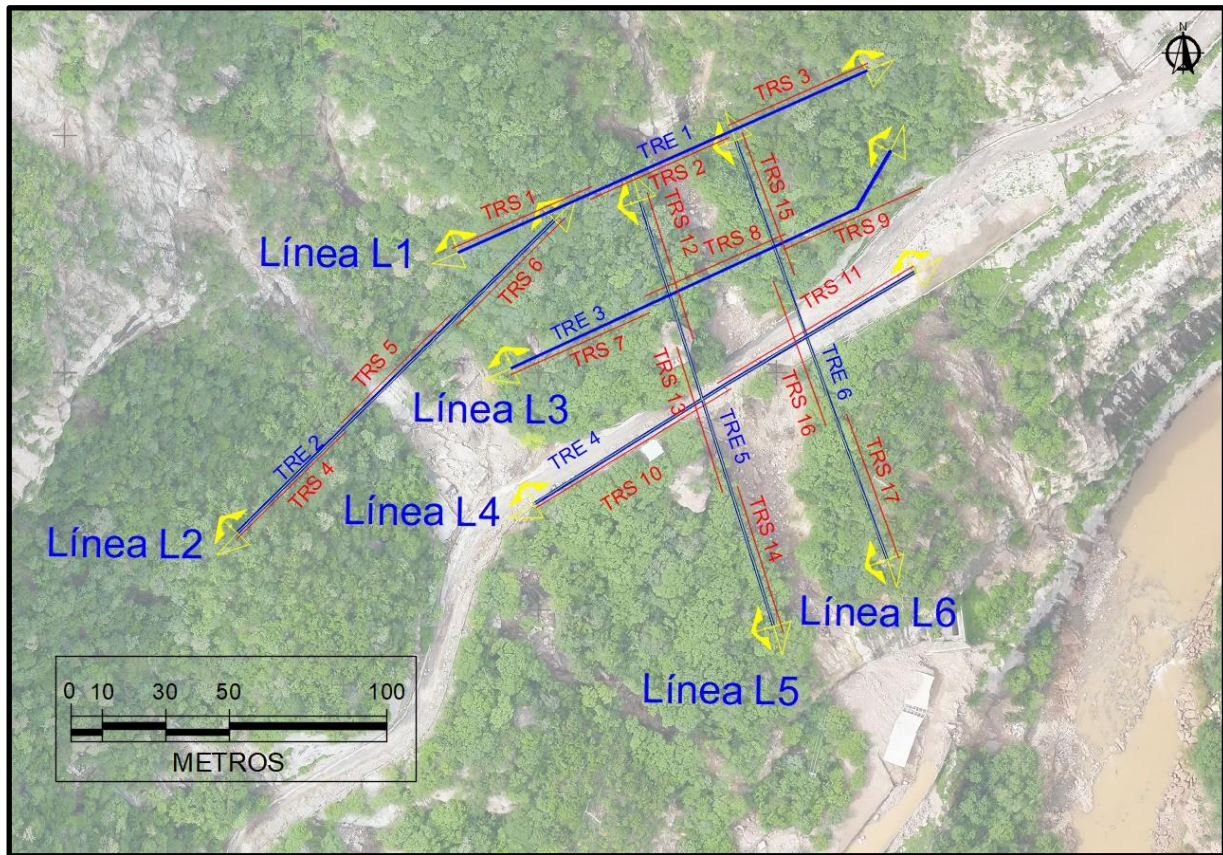 N
TRS 3
TRE 1
TRS 2
TRS 1
TRS 15
TRS 12
Línea L1
TRS 8
TRS 9
TRS 6
TRS 11
TRE 3
TRS 7
TRS 5
TRE 6
Línea L3
TRS 13
TRS 16
TRE 5
TRE 4
TRE 2
TRS 4
TRS 10
TRS 17
Línea L4
TRS 14
Línea L2
Línea L6
Línea L5
0 10 30 50 100
METROS